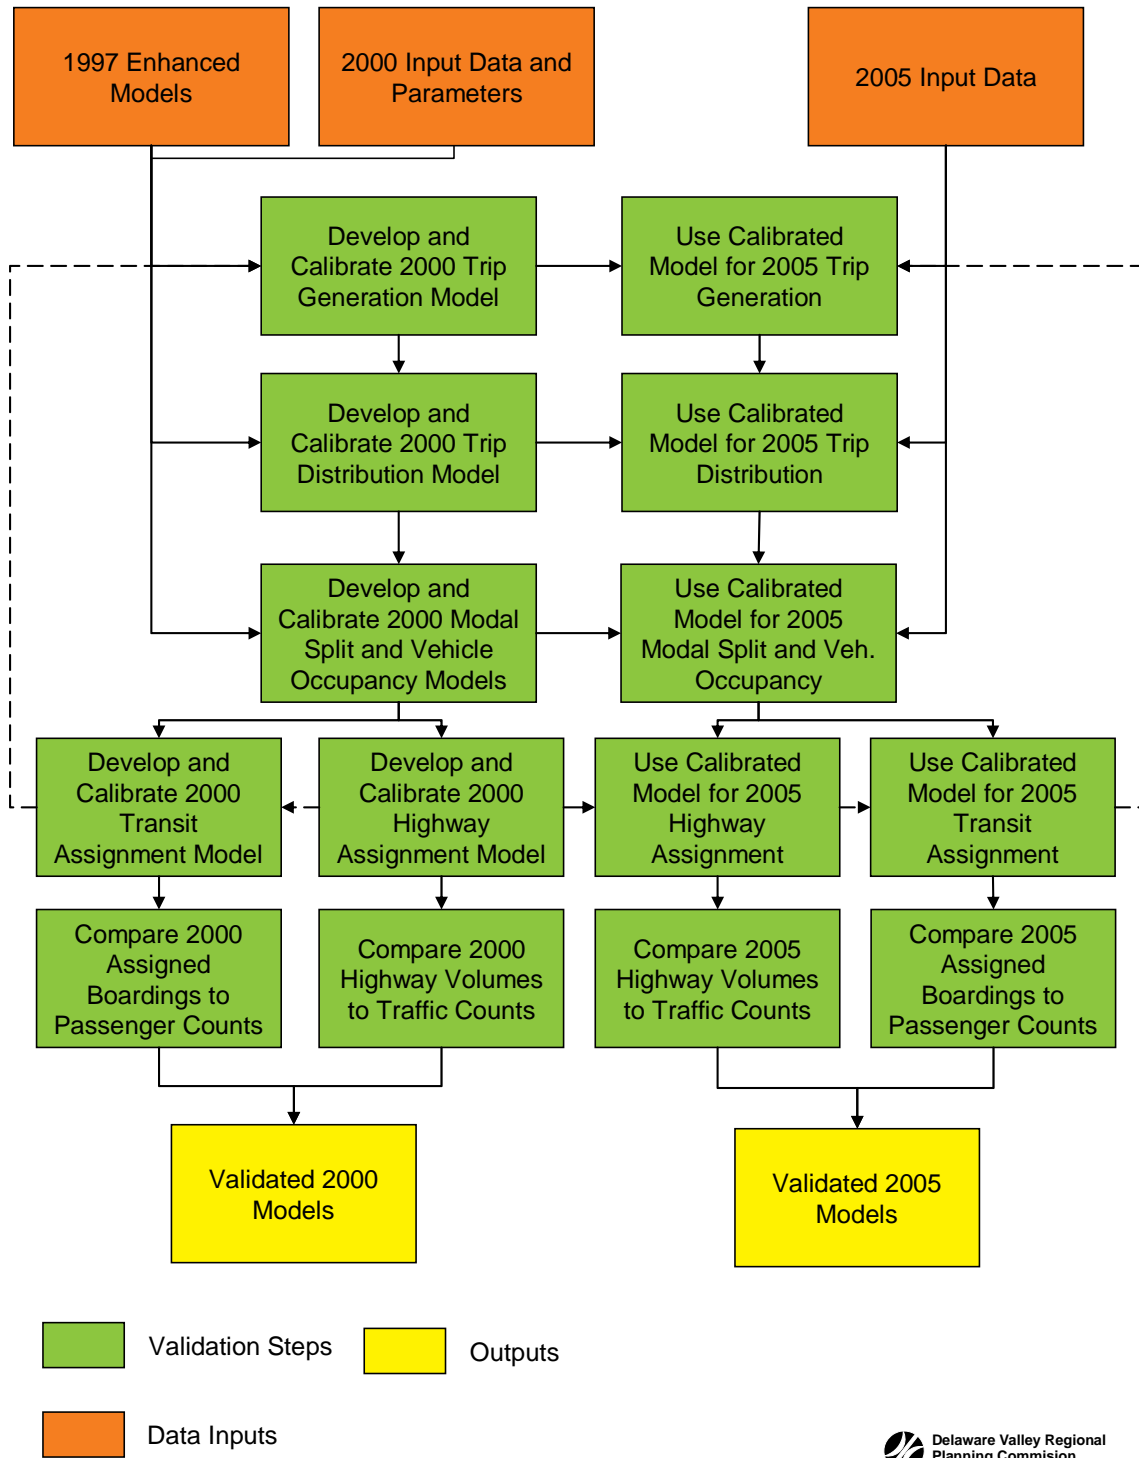 1997 Enhanced
Models
2000 Input Data and
Parameters
2005 Input Data
Develop and
Calibrate 2000 Trip
Generation Model
Use Calibrated
Model for 2005 Trip
Generation
Develop and
Calibrate 2000 Trip
Distribution Model
Use Calibrated
Model for 2005 Trip
Distribution
Develop and
Calibrate 2000 Modal
Split and Vehicle
Occupancy Models
Use Calibrated
Model for 2005
Modal Split and Veh.
Occupancy
Develop and
Calibrate 2000
Transit
Assignment Model
Develop and
Calibrate 2000
Highway
Assignment Model
Use Calibrated
Model for 2005
Highway
Assignment
Use Calibrated
Model for 2005
Transit
Assignment
Compare 2000
Assigned
Boardings to
Passenger Counts
Compare 2000
Highway Volumes
to Traffic Counts
Compare 2005
Highway Volumes
to Traffic Counts
Compare 2005
Assigned
Boardings to
Passenger Counts
Validated 2000
Models
Validated 2005
Models
Validation Steps
Outputs
Data Inputs
Delaware Valley Regional
Planning Commision